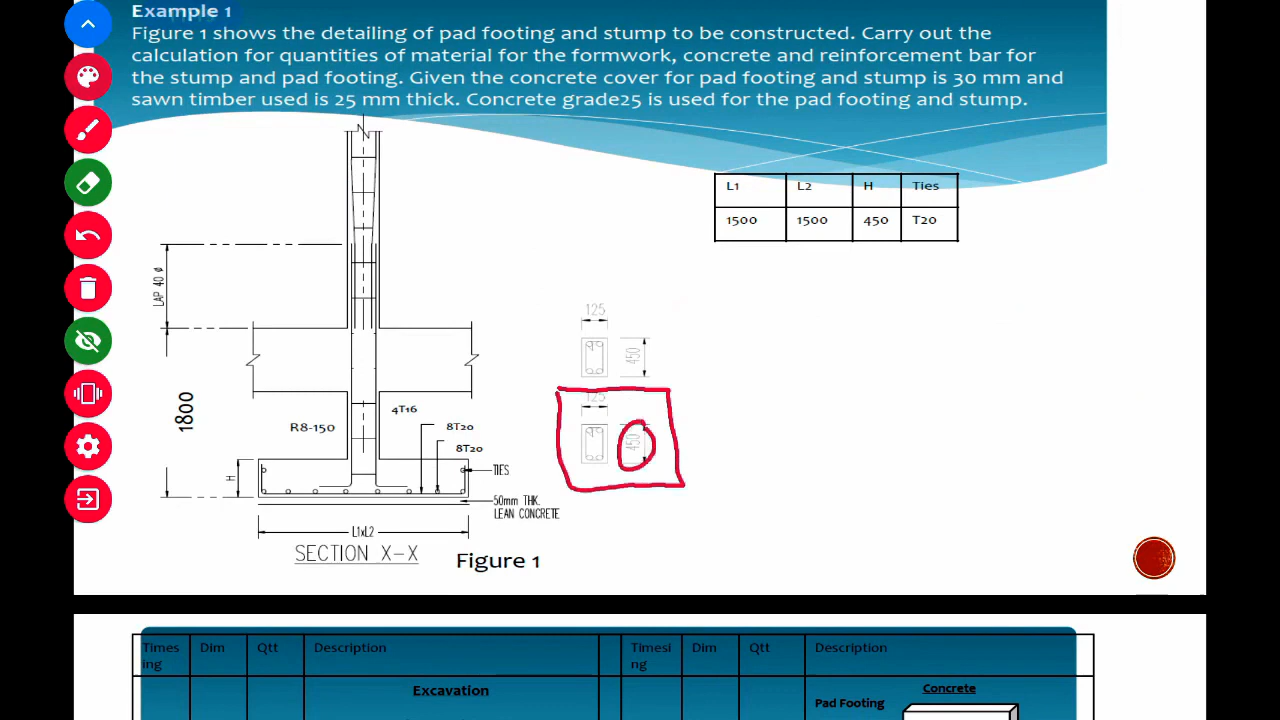 Example 1
Figure 1 shows the detailing of pad footing and stump to be constructed. Carry out the
calculation for quantities of material for the formwork, concrete and reinforcement bar for
the stump and pad footing. Given the concrete cover for pad footing and stump is 30 mm and
sawn timber used is 25 mm thick. Concrete grade25 is used for the pad footing and stump.
L1 L2 H Ties
1500 1500 450 T20
LAP 40 ø
125
450
1800
125
4T16
R8-150
8T20
450
8T20
H
TIES
50mm THK.
LEAN CONCRETE
L1xL2
SECTION X-X
Figure 1
Times
ing
Dim
Qtt
Description
Timesi
ng
Dim
Qtt
Description
Excavation
Concrete
Pad Footing